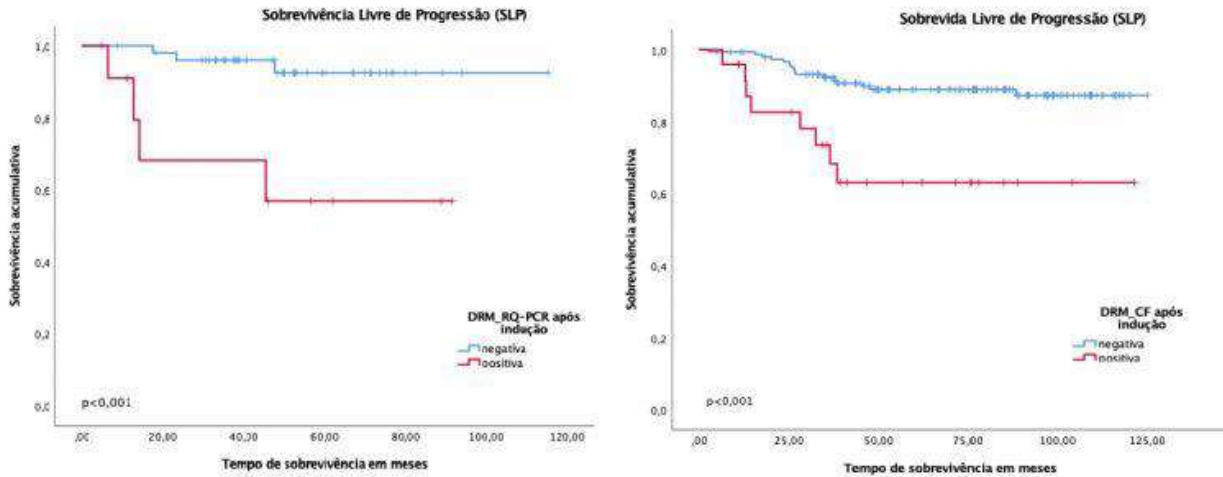 Sobrevivência Livre de Progressão (SLP)
1,0
0,8
0,6
0,4
0,2
0,0
Sobrevivência acumulativa
DRM_RQ-PCR após
indução
negativa
positiva
p<0,001
,00
20,00
40,00
60,00
80,00
100,00
120,00
Tempo de sobrevivência em meses
Sobrevida Livre de Progressão (SLP)
1,0
0,8
0,6
0,4
0,2
0,0
Sobrevivência acumulativa
DRM_CF após
indução
negativa
positiva
p<0,001
,00
25,00
50,00
75,00
100,00
125,00
Tempo de sobrevivência em meses